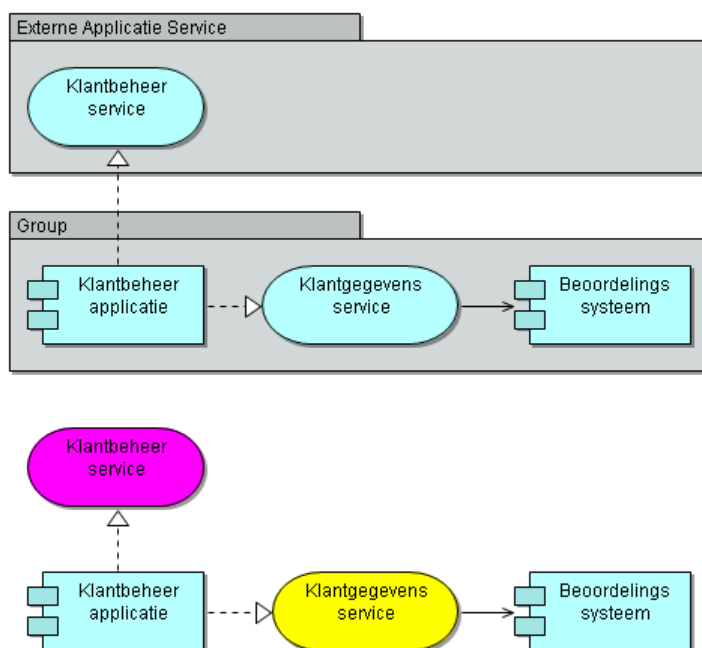 Externe Applicatie Service
Klantbeheer
service
Group
Klantbeheer
applicatie
Klantgegevens
service
Beoordelings
systeem
Klantbeheer
service
Klantbeheer
applicatie
Klantgegevens
service
Beoordelings
systeem